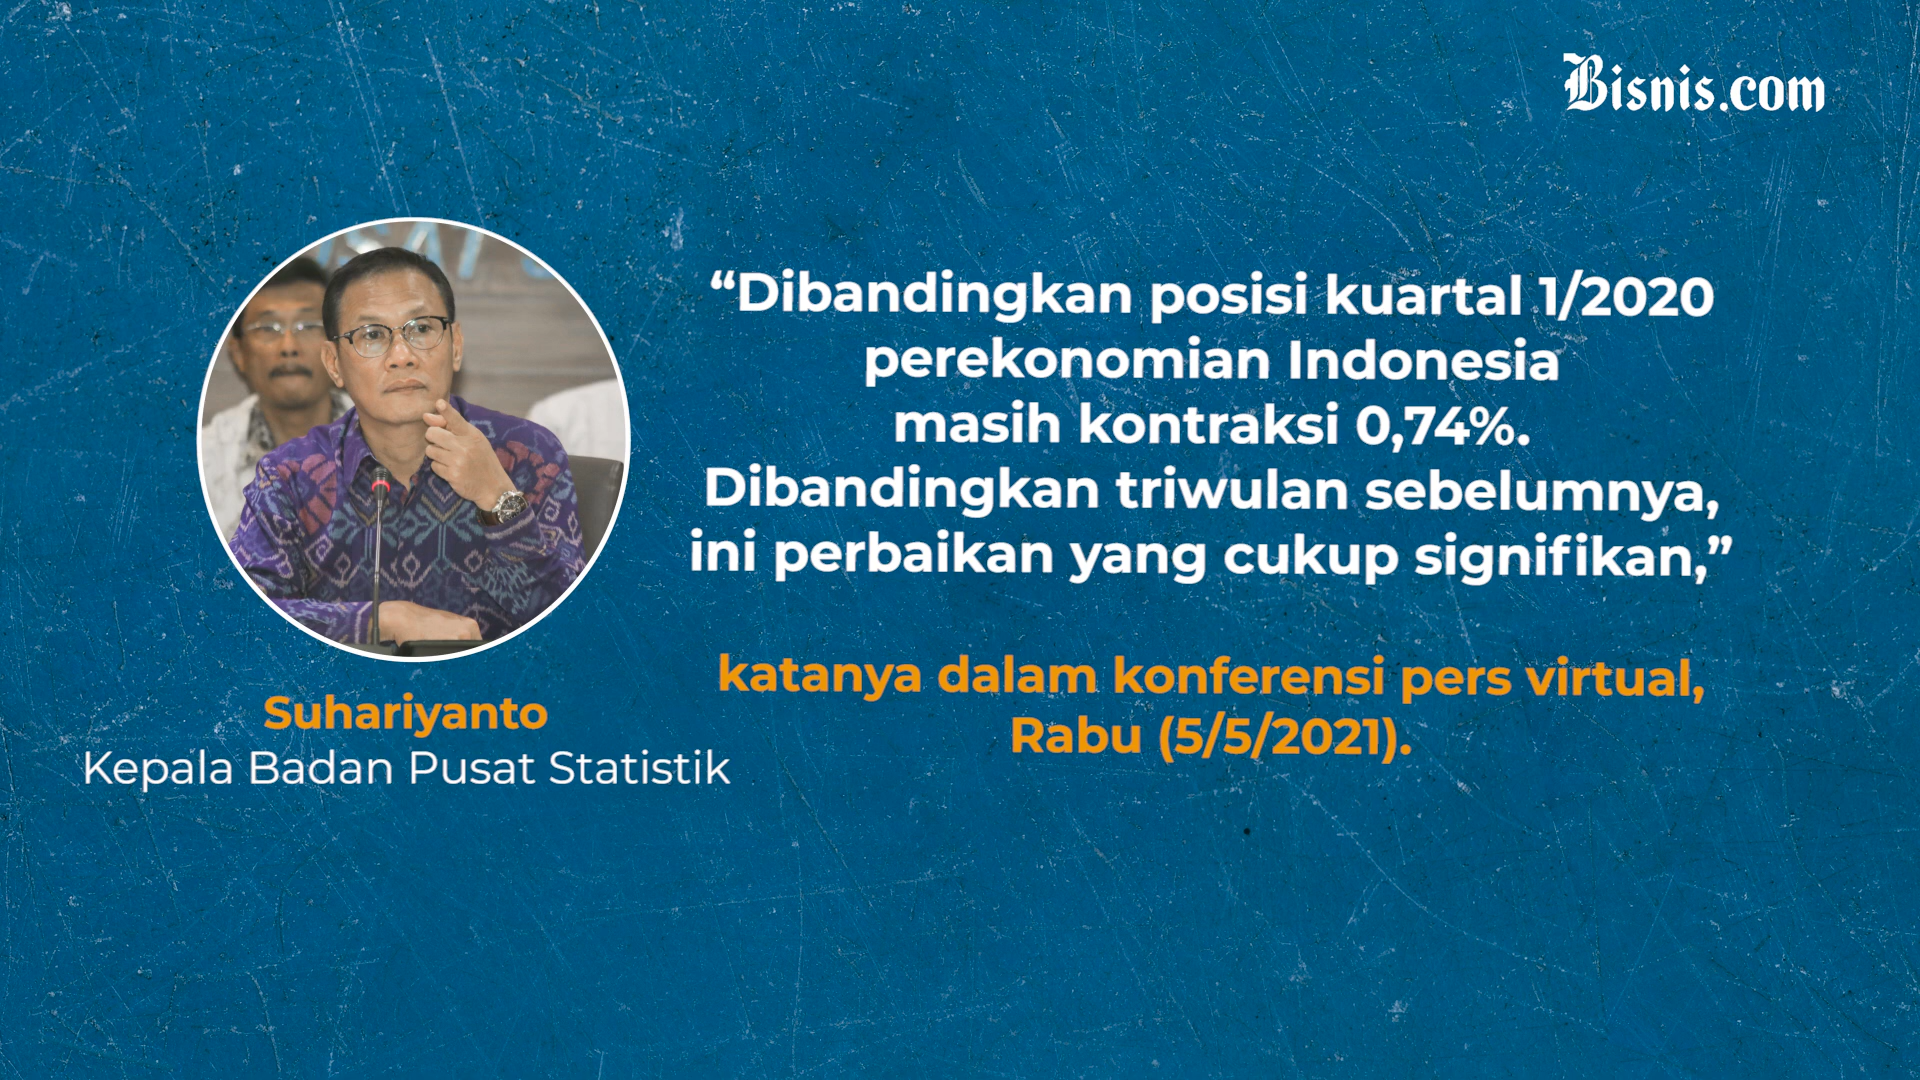 Bisnis.com
“Dibandingkan posisi kuartal 1/2020
perekonomian Indonesia
masih kontraksi 0,74%.
Dibandingkan triwulan sebelumnya,
ini perbaikan yang cukup signifikan,”
katanya dalam konferensi pers virtual,
Rabu (5/5/2021).
Suhariyanto
Kepala Badan Pusat Statistik